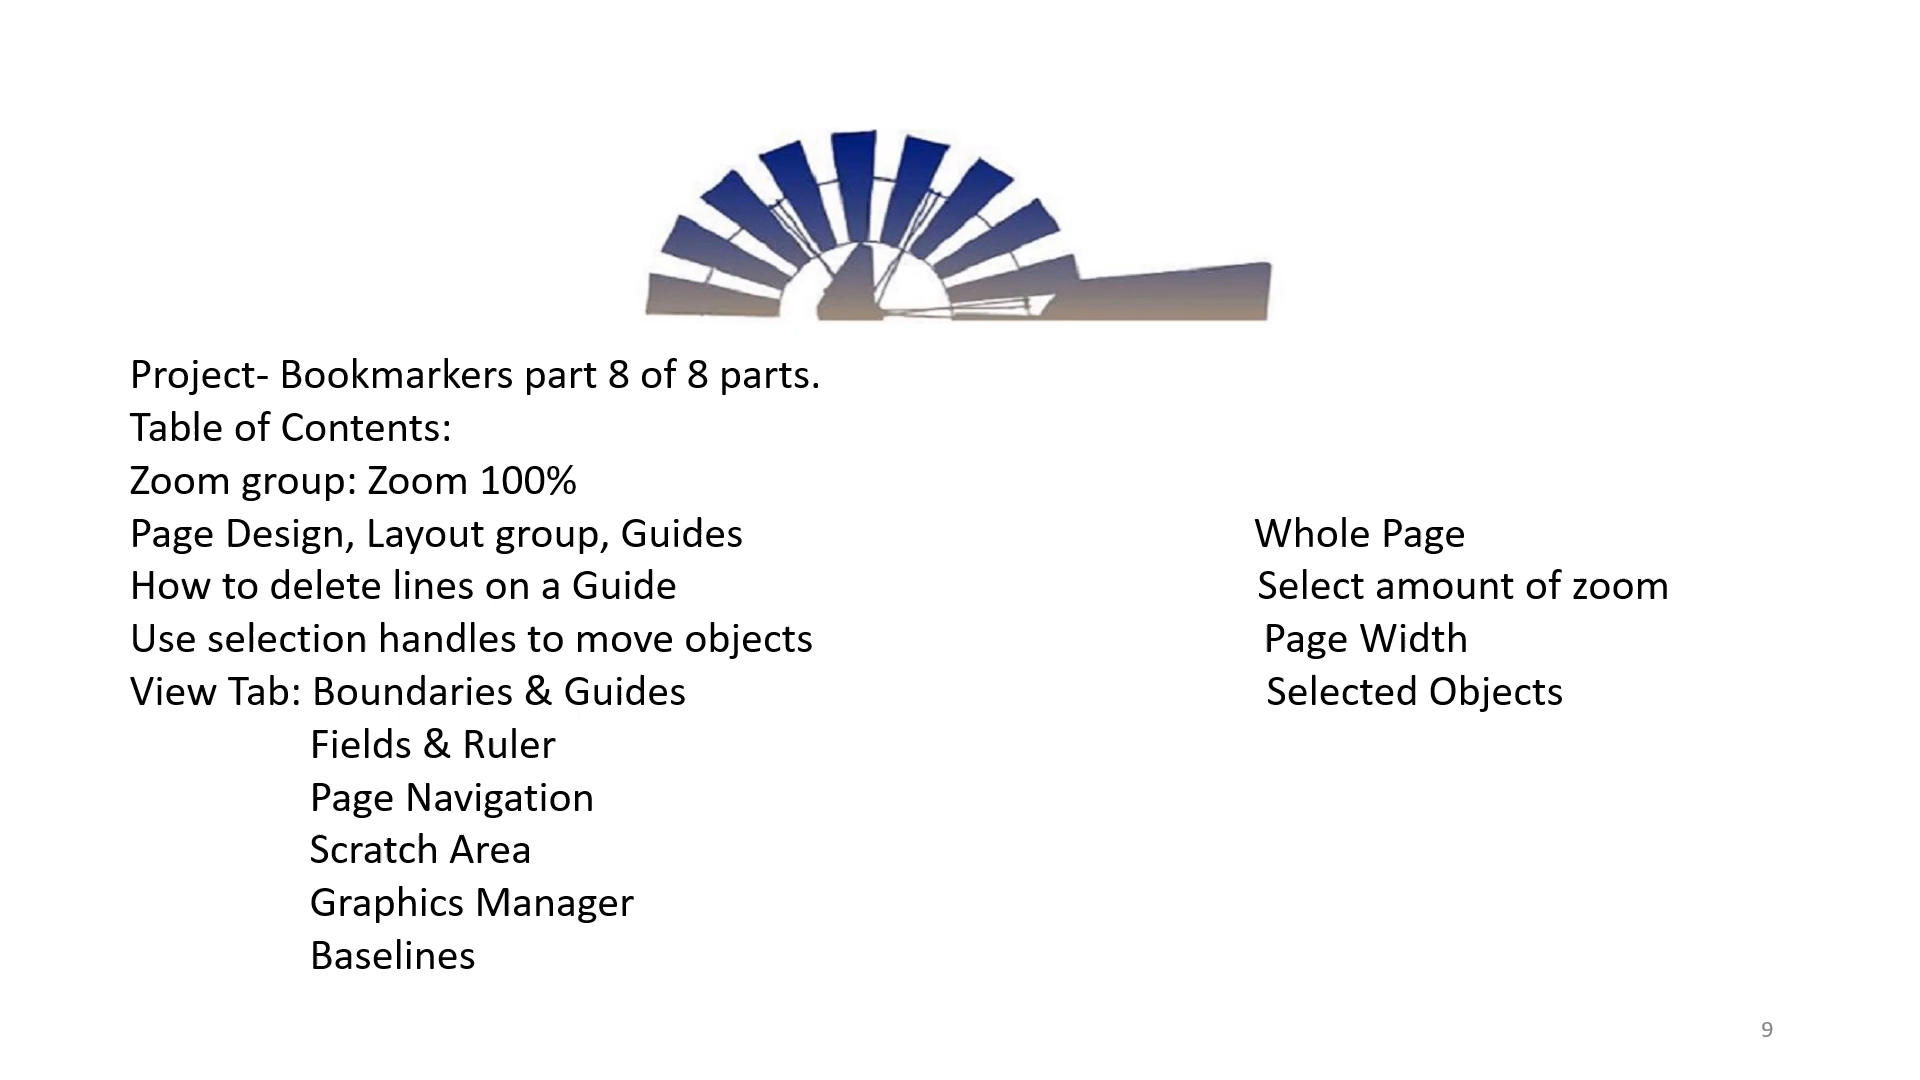 Project- Bookmarkers part 8 of 8 parts.
Table of Contents:
Zoom group: Zoom 100%
Page Design, Layout group, Guides Whole Page
How to delete lines on a Guide Select amount of zoom
Use selection handles to move objects Page Width
View Tab: Boundaries & Guides Selected Objects
Fields & Ruler
Page Navigation
Scratch Area
Graphics Manager
Baselines
9